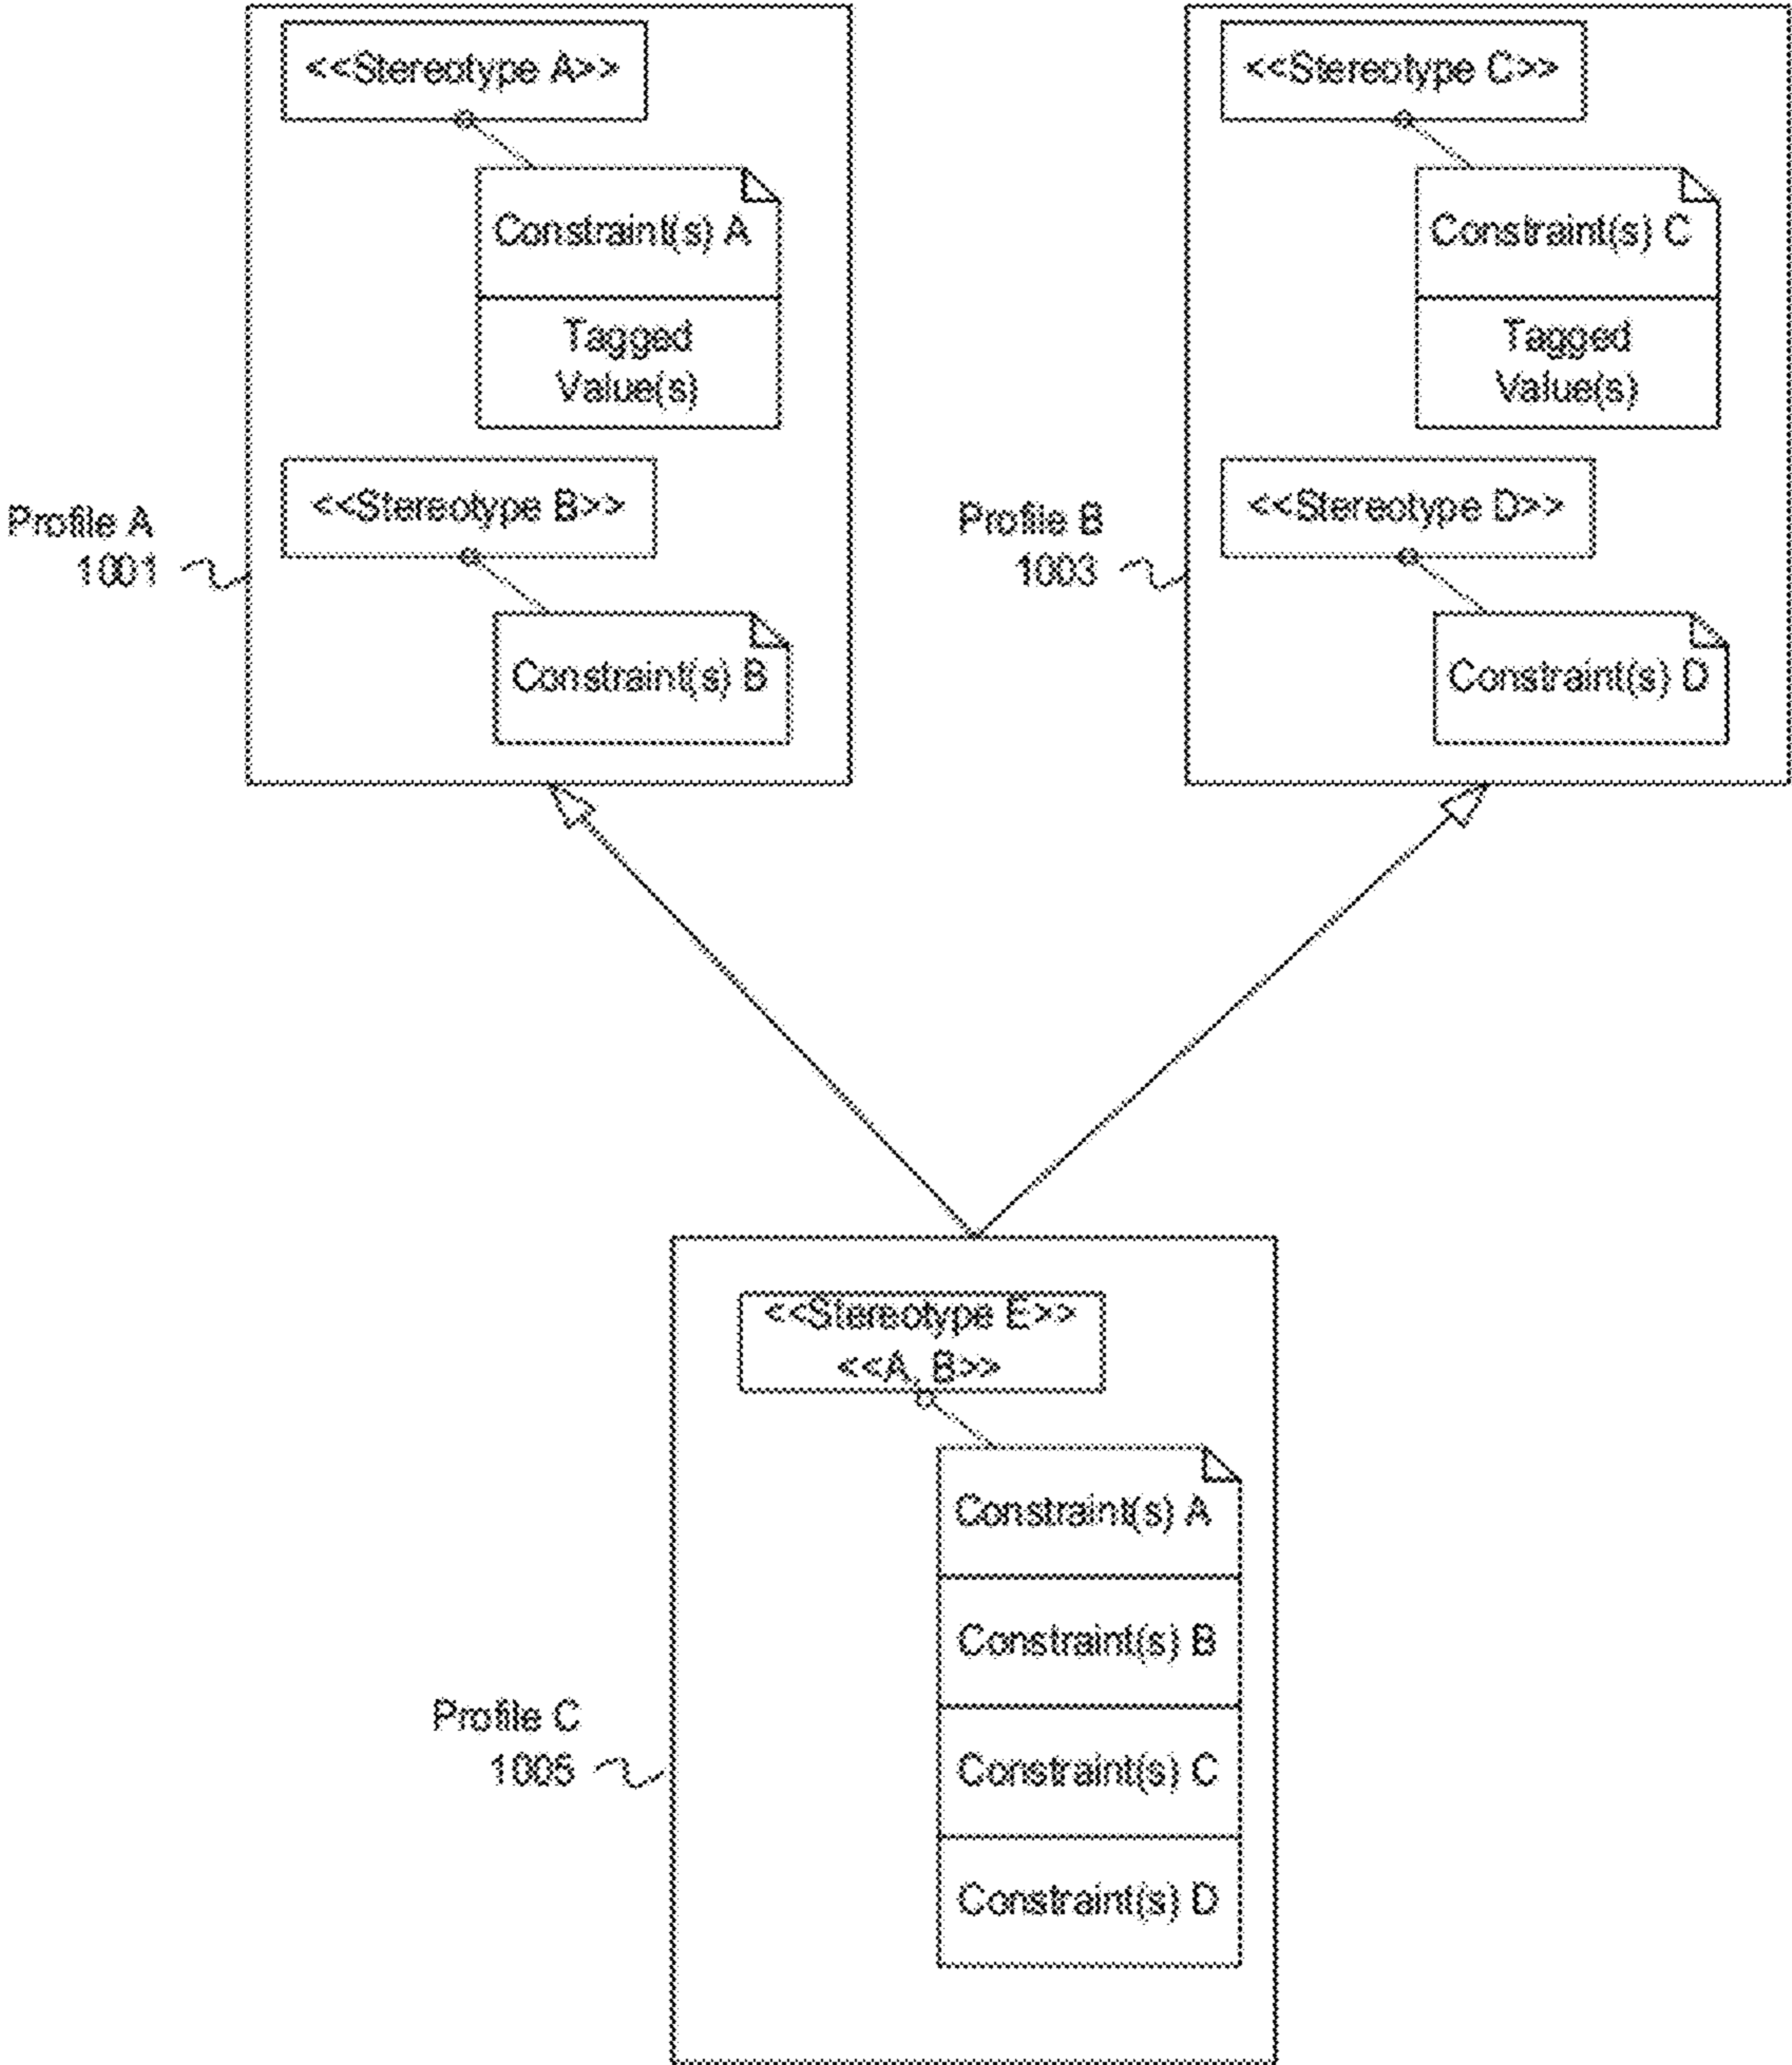 <<Stereotype A>>
Constraint(s) A
Tagged
Value(s)
<<Stereotype B>>
Constraint(s) B
Profile A
1001
<<Stereotype C>>
Constraint(s) C
Tagged
Value(s)
<<Stereotype D>>
Constraint(s) D
Profile B
1003
<<Stereotype E>>
<<A, B>>
Constraint(s) A
Constraint(s) B
Constraint(s) C
Constraint(s) D
Profile C
1005